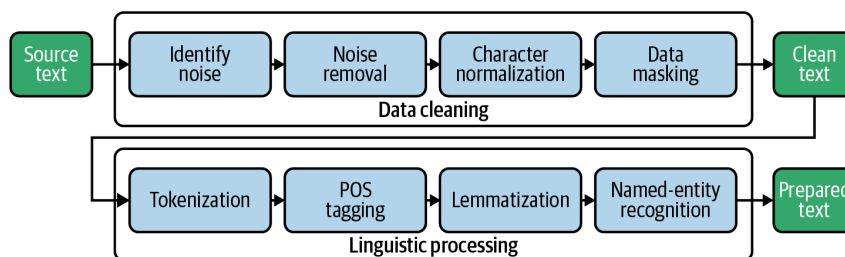 Source
text
Identify
noise
Noise
removal
Character
normalization
Data
masking
Clean
text
Data cleaning
Tokenization
POS
tagging
Lemmatization
Named-entity
recognition
Prepared
text
Linguistic processing